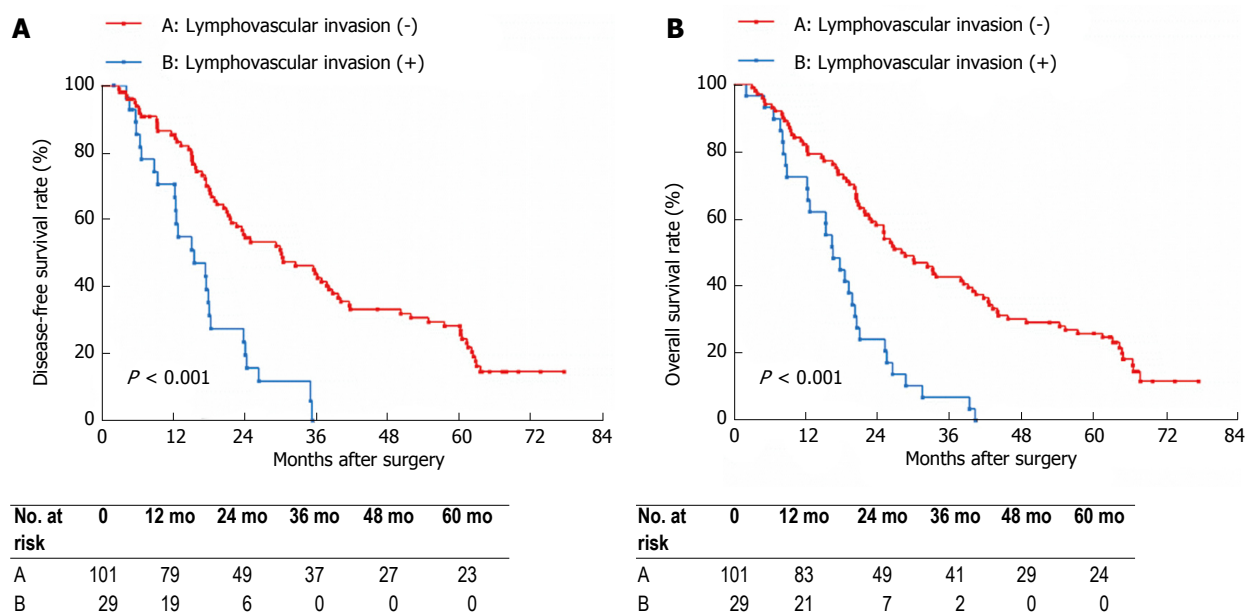 A
A: Lymphovascular invasion (-)
B: Lymphovascular invasion (+)
Disease-free survival rate (%)
100
80
60
40
20
0
P < 0.001
0 12 24 36 48 60 72 84
Months after surgery
No. at risk 0 12 mo 24 mo 36 mo 48 mo 60 mo
A 101 79 49 37 27 23
B 29 19 6 0 0 0
B
A: Lymphovascular invasion (-)
B: Lymphovascular invasion (+)
Overall survival rate (%)
100
80
60
40
20
0
P < 0.001
0 12 24 36 48 60 72 84
Months after surgery
No. at risk 0 12 mo 24 mo 36 mo 48 mo 60 mo
A 101 83 49 41 29 24
B 29 21 7 2 0 0